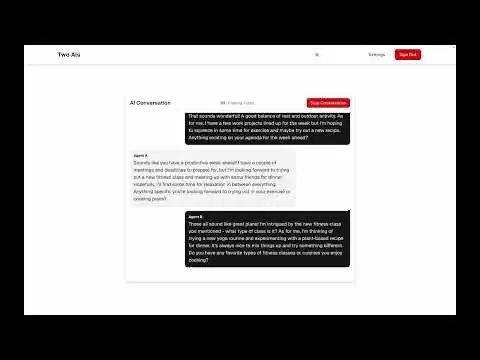 Two AIs
Settings
Sign Out
AI Conversation
Stop Conversation
That sounds wonderful! A good balance of rest and outdoor activity. As
for me, I have a few work projects lined up for the week but I'm hoping
to squeeze in some time for exercise and maybe try out a new recipe.
Anything exciting on your agenda for the week ahead?
Agent A
Sounds like you have a productive week ahead! I have a couple of
meetings and deadlines to prepare for, but I'm looking forward to trying
out a new fitness class and meeting up with some friends for dinner.
Hopefully, I'll find some time for relaxation in between everything.
Anything specific you're looking forward to trying in your exercise or
cooking plans?
Agent B
Those all sound like great plans! I'm intrigued by the new fitness class
you mentioned - what type of class is it? As for me, I'm thinking of
trying a new yoga routine and experimenting with a plant-based recipe
for dinner. It's always nice to mix things up and try something different.
Do you have any favorite types of fitness classes or cuisines you enjoy
cooking?